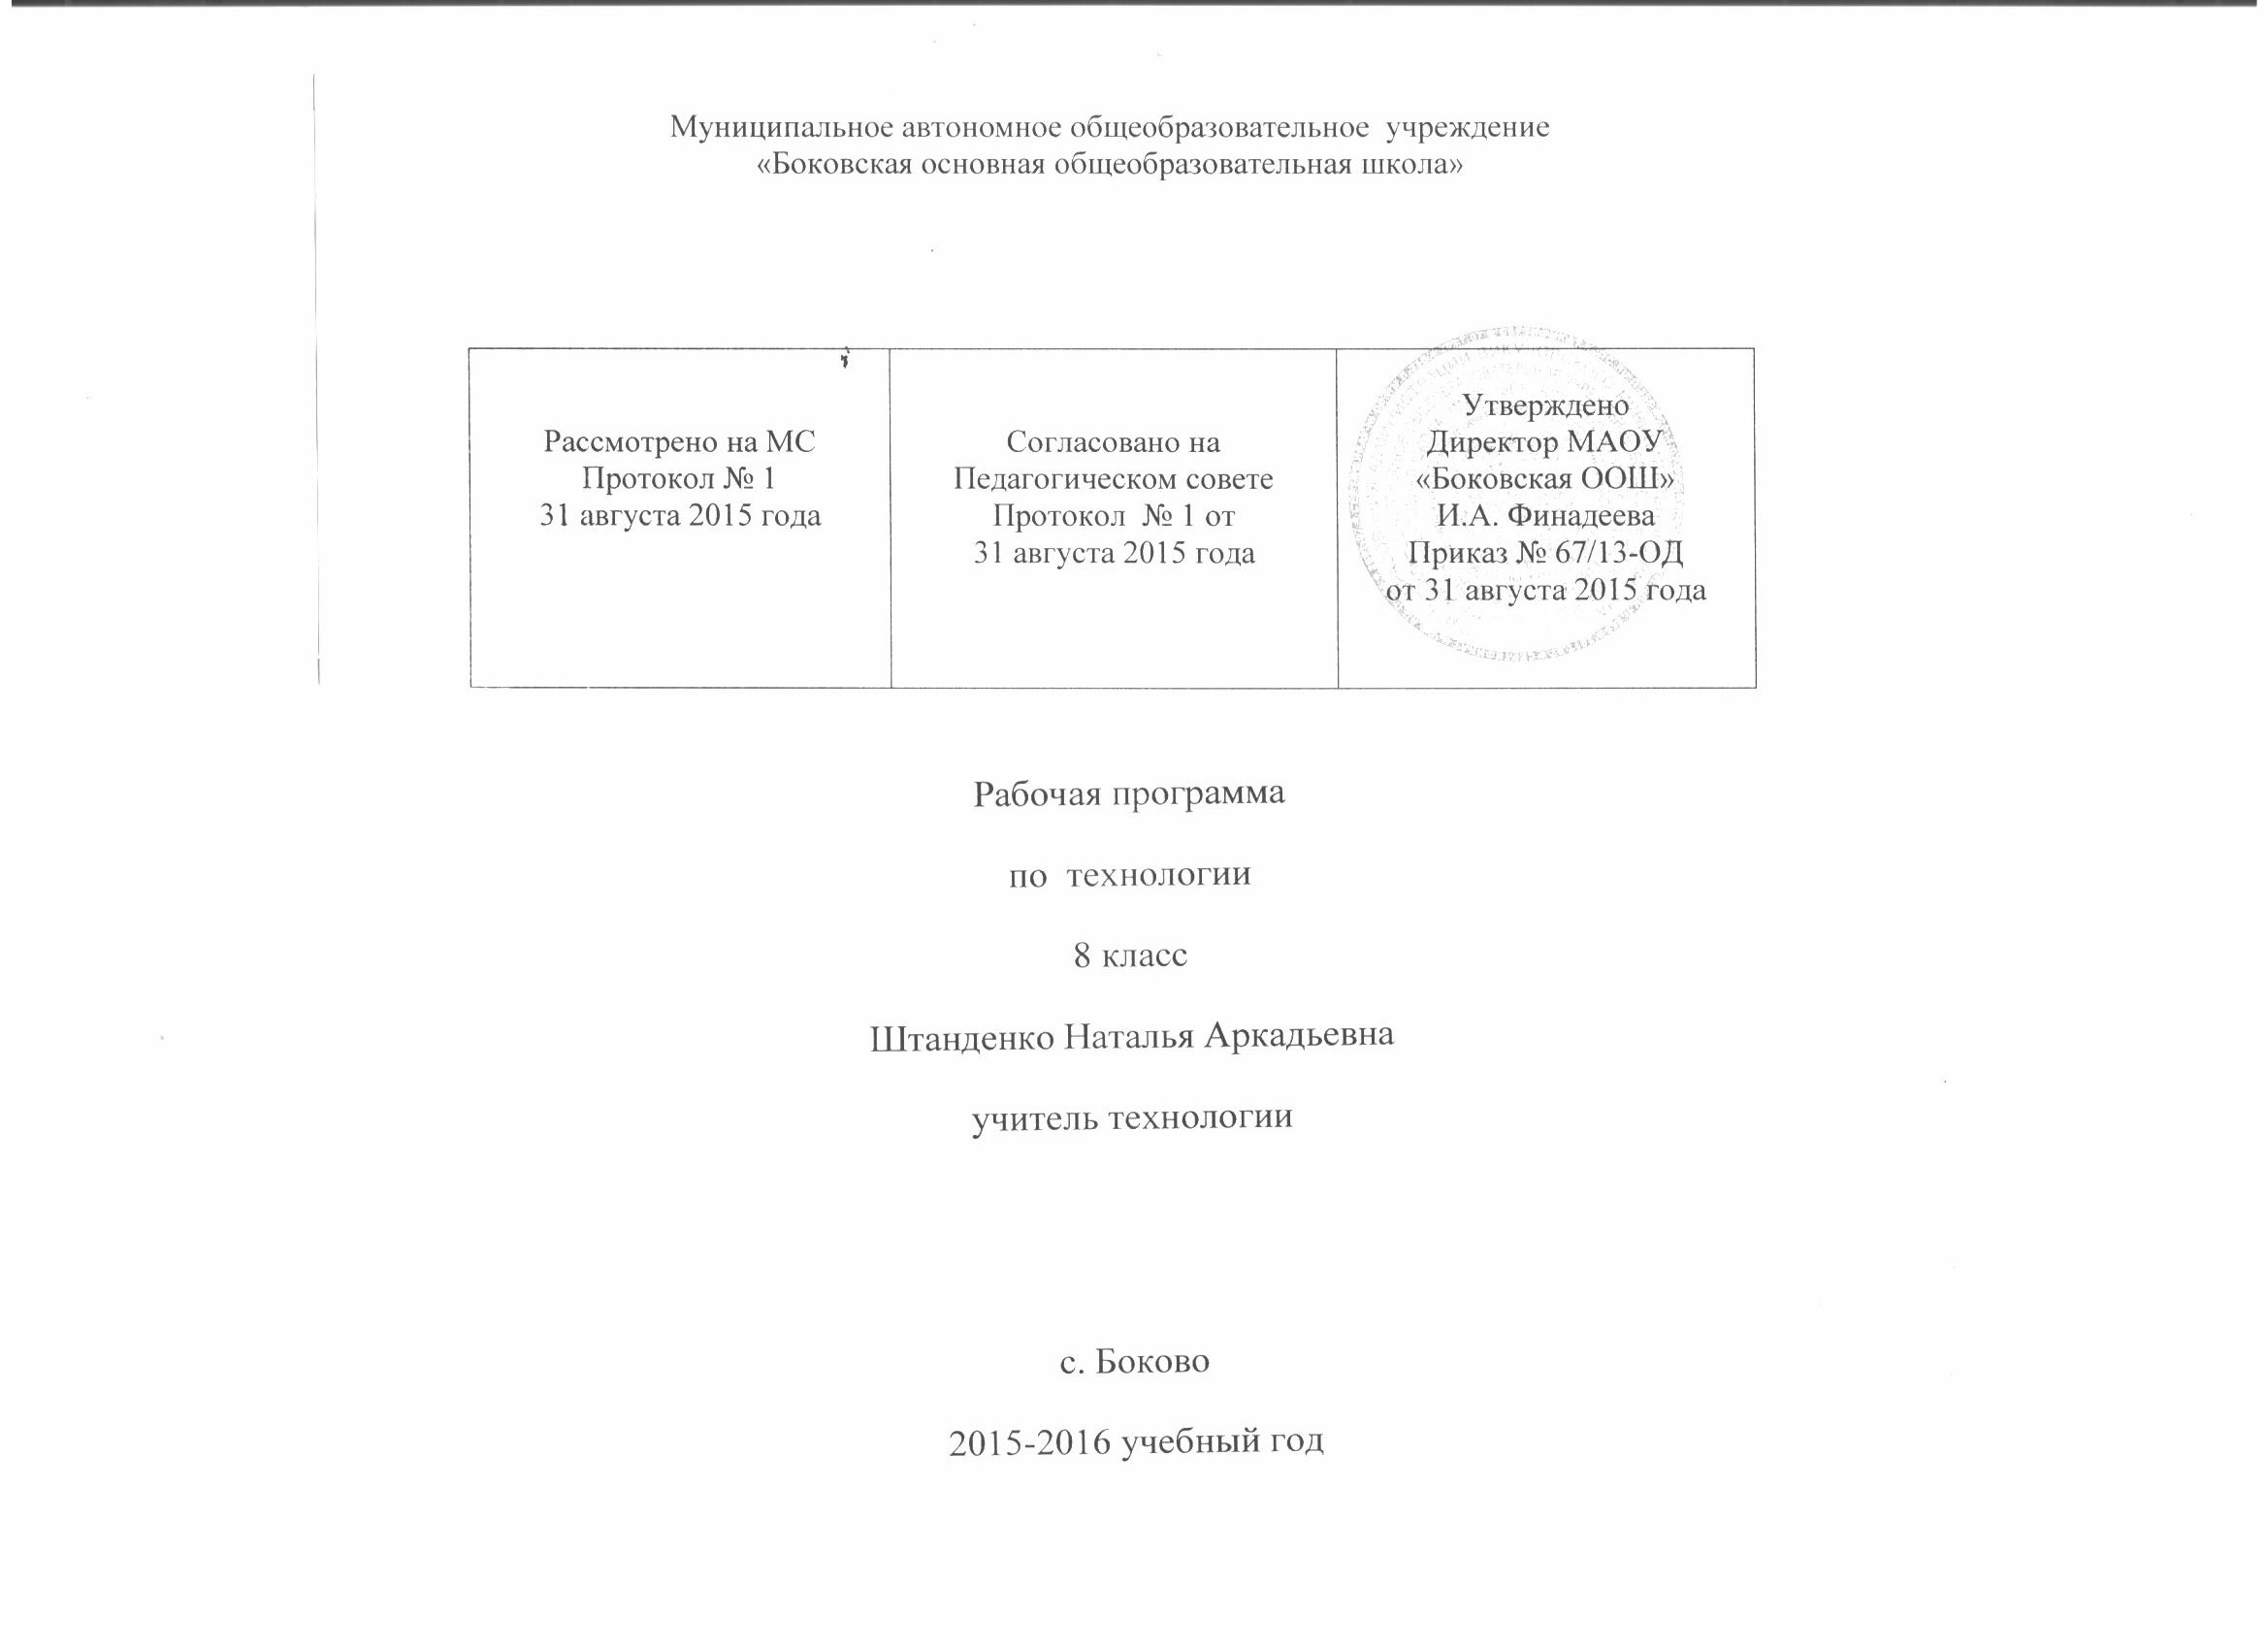 Муниципальное автономное общеобразовательное учреждение
«Боковская основная общеобразовательная школа»
Рассмотрено на МС
Протокол № 1
31 августа 2015 года
Согласовано на
Педагогическом совете
Протокол № 1 от
31 августа 2015 года
Утверждено
Директор МАОУ
«Боковская ООШ»
И.А. Финадеева
Приказ № 67/13-ОД
от 31 августа 2015 года
Рабочая программа
по технологии
8 класс
Штанденко Наталья Аркадьевна
учитель технологии
с. Боково
2015-2016 учебный год